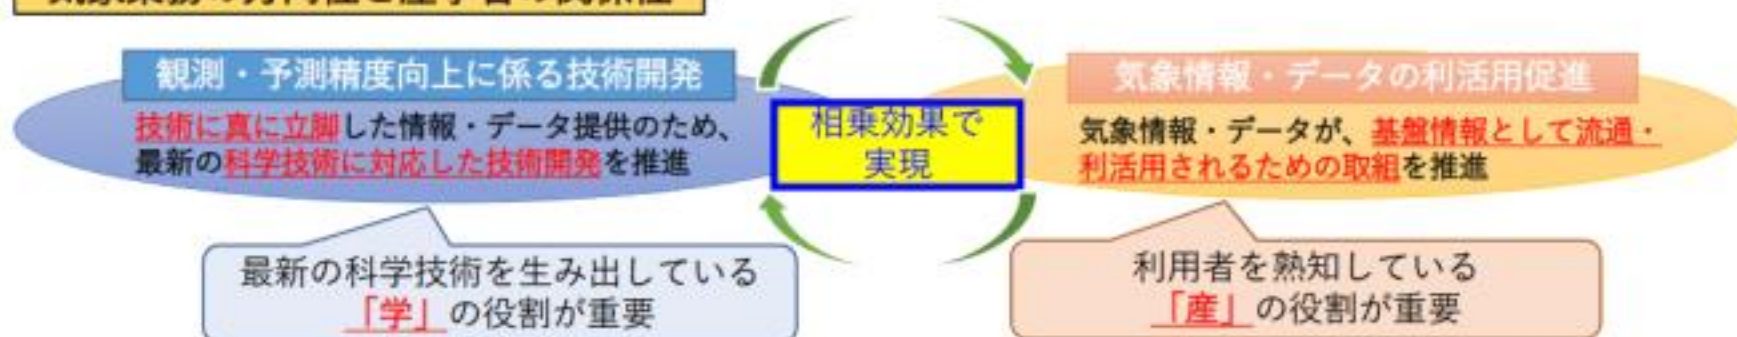 観測・予測精度向上に係る技術開発
技術に真に立脚した情報・データ提供のため、
最新の科学技術に対応した技術開発を推進
相乗効果で
実現
気象情報・データの利活用促進
気象情報・データが、基盤情報として流通・
利活用されるための取組を推進
最新の科学技術を生み出している
「学」の役割が重要
利用者を熟知している
「産」の役割が重要